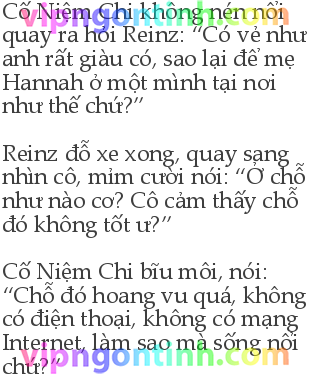 Cố Niệm Chi không nén nổi
quay ra hỏi Reinz: “Có vẻ như
anh rất giàu có, sao lại để mẹ
Hannah ở một mình tại nơi
như thế chứ?”
Reinz đỗ xe xong, quay sang
nhìn cô, mỉm cười nói: “Ở chỗ
như nào cơ? Cô cảm thấy chỗ
đó không tốt ư?”
Cố Niệm Chi bĩu môi, nói:
“Chỗ đó hoang vu quá, không
có điện thoại, không có mạng
Internet, làm sao mà sống nổi
chứ?”
vipngontinh.com
vipngontinh.com